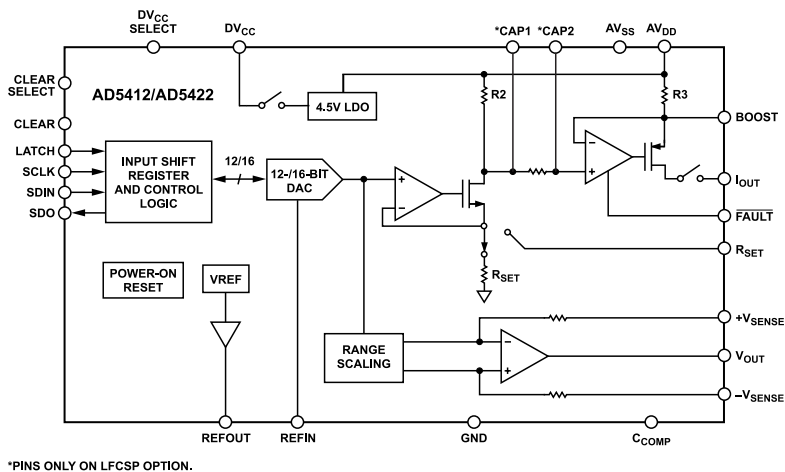 DVCC
SELECT
DVCC
*CAP1
*CAP2
AVSS
AVDD
CLEAR
SELECT
AD5412/AD5422
4.5V LDO
R2
R3
BOOST
CLEAR
LATCH
SCLK
SDIN
SDO
INPUT SHIFT
REGISTER
AND CONTROL
LOGIC
12/16
12-/16-BIT
DAC
+
−
−
+
IOUT
FAULT
RSET
RSET
POWER-ON
RESET
VREF
RANGE
SCALING
−
+
+VSENSE
VOUT
−VSENSE
REFOUT
REFIN
GND
CCOMP
*PINS ONLY ON LFCSP OPTION.